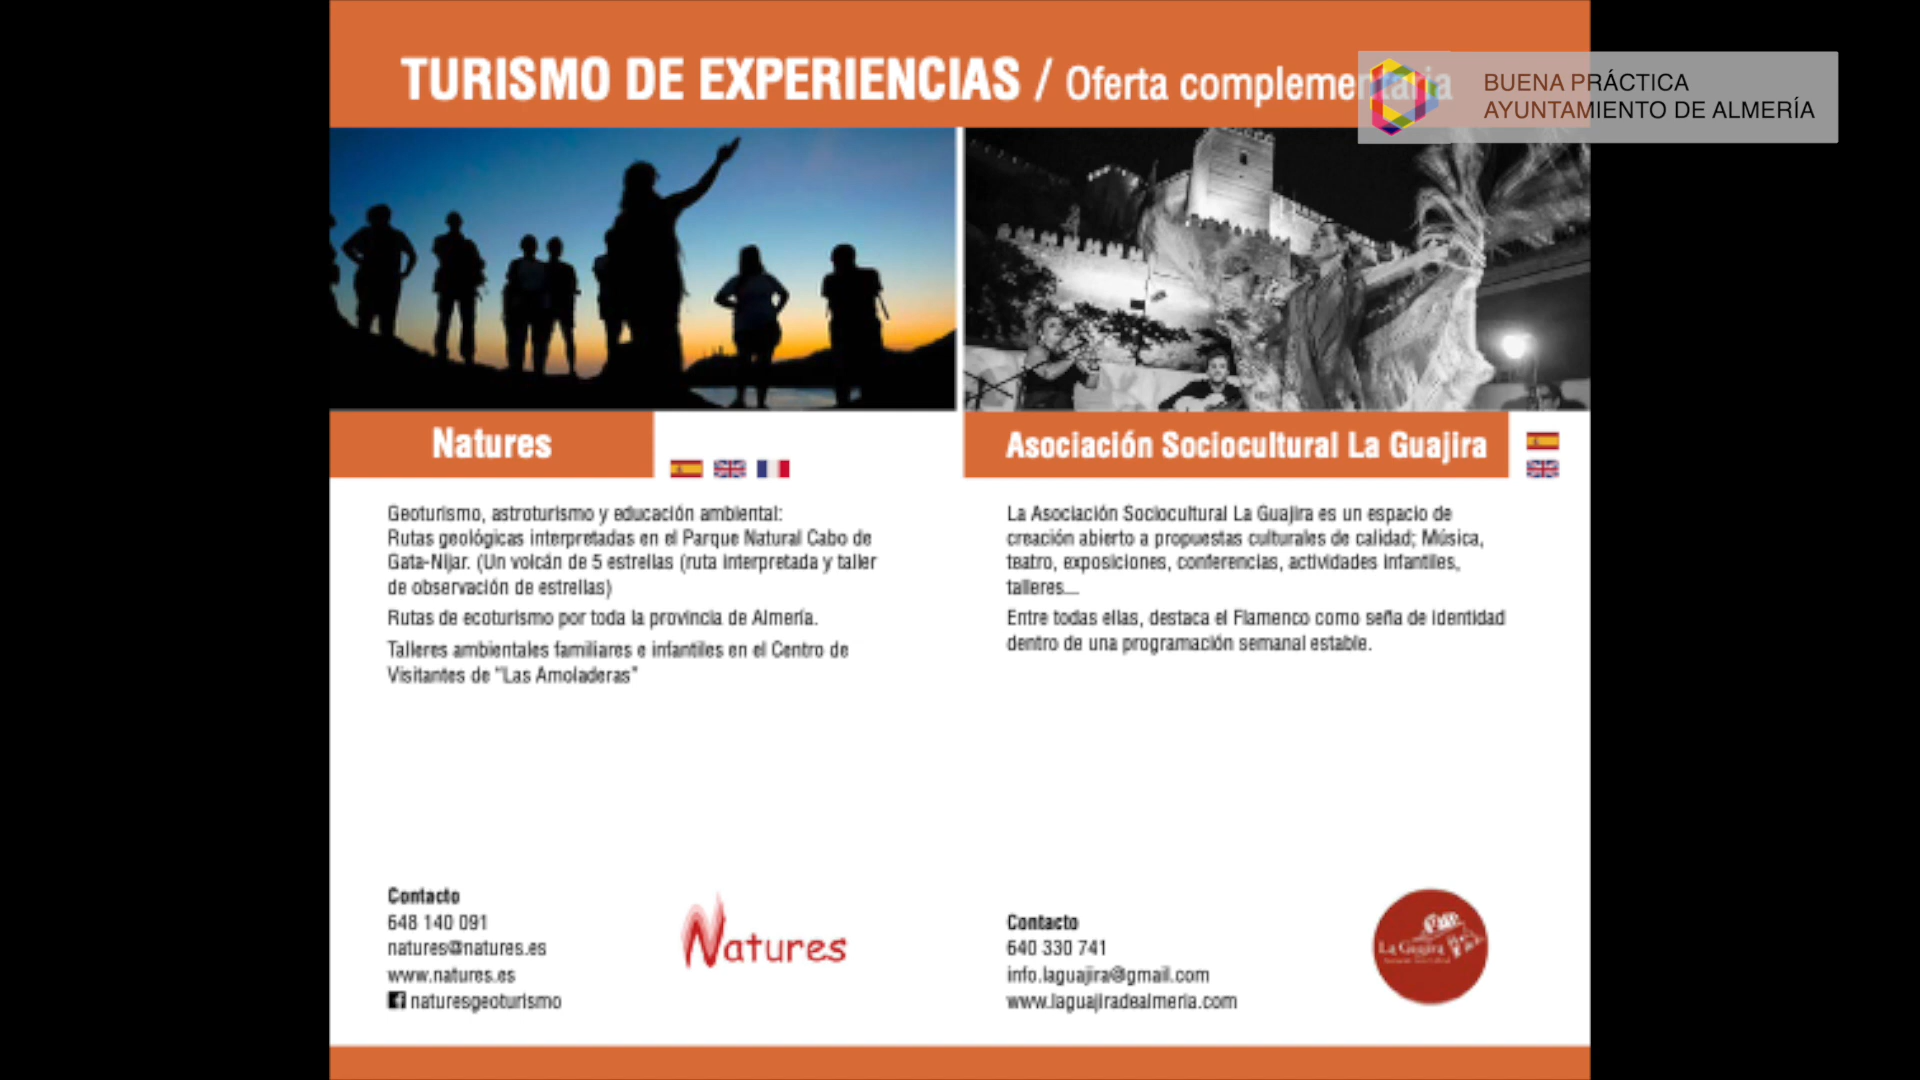 TURISMO DE EXPERIENCIAS / Oferta complementaria
BUENA PRÁCTICA
AYUNTAMIENTO DE ALMERÍA
Natures
Geoturismo, astroturismo y educación ambiental:
Rutas geológicas interpretadas en el Parque Natural Cabo de
Gata-Níjar. (Un volcán de 5 estrellas (ruta interpretada y taller
de observación de estrellas)
Rutas de ecoturismo por toda la provincia de Almería.
Talleres ambientales familiares e infantiles en el Centro de
Visitantes de "Las Amoladeras"
Contacto
648 140 091
natures@natures.es
www.natures.es
naturesgeoturismo
Natures
Asociación Sociocultural La Guajira
La Asociación Sociocultural La Guajira es un espacio de
creación abierto a propuestas culturales de calidad; Música,
teatro, exposiciones, conferencias, actividades infantiles,
talleres...
Entre todas ellas, destaca el Flamenco como seña de identidad
dentro de una programación semanal estable.
Contacto
640 330 741
info.laguajira@gmail.com
www.laguajiradealmeria.com
La Guajira